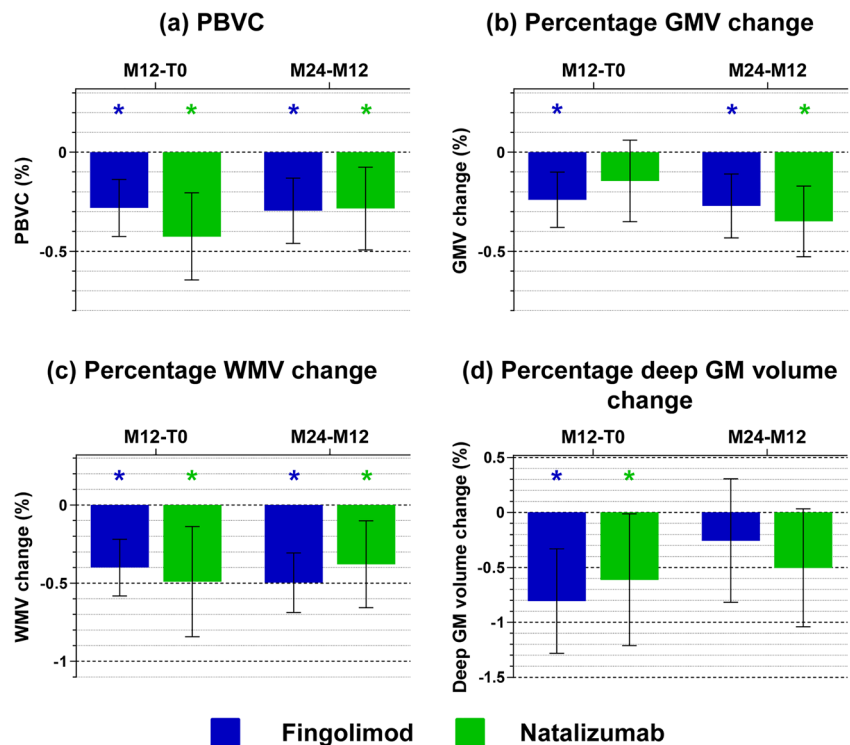 (a) PBVC
M12-T0 M24-M12
* * * *
0
-0.5
PBVC (%)
(b) Percentage GMV change
M12-T0 M24-M12
* * *
0
-0.5
GMV change (%)
(c) Percentage WMV change
M12-T0 M24-M12
* * * *
0
-0.5
-1
WMV change (%)
(d) Percentage deep GM volume
change
M12-T0 M24-M12
0.5
* *
0
-0.5
-1
-1.5
Deep GM volume change (%)
Fingolimod Natalizumab